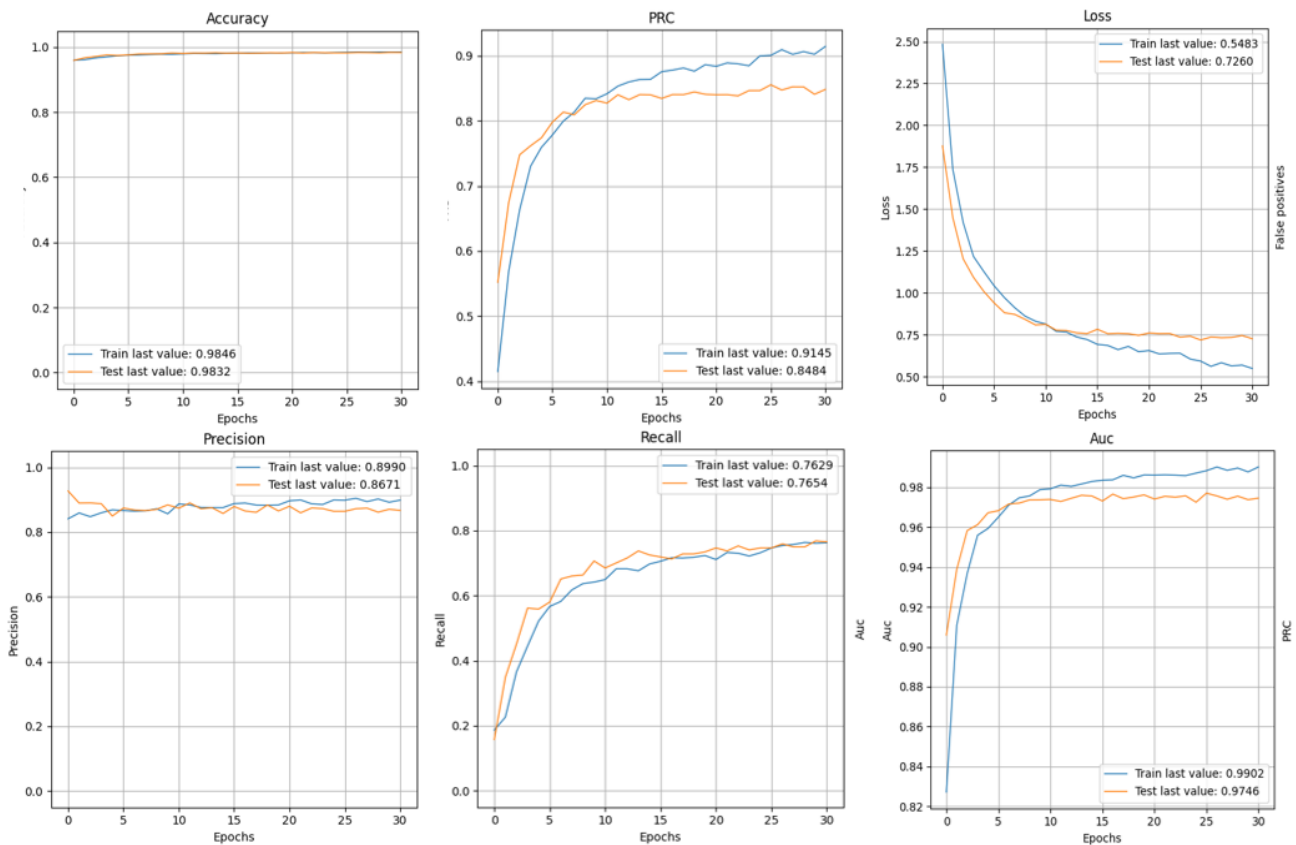 Accuracy
1.0
0.8
0.6
0.4
0.2
0.0
Train last value: 0.9846
Test last value: 0.9832
0 5 10 15 20 25 30
Epochs
PRC
0.9
0.8
0.7
0.6
0.5
0.4
Train last value: 0.9145
Test last value: 0.8484
0 5 10 15 20 25 30
Epochs
Loss
2.50
2.25
2.00
1.75
1.50
1.25
1.00
0.75
0.50
Loss
Train last value: 0.5483
Test last value: 0.7260
0 5 10 15 20 25 30
Epochs
False positives
Precision
1.0
0.8
0.6
0.4
0.2
0.0
Precision
Train last value: 0.8990
Test last value: 0.8671
0 5 10 15 20 25 30
Epochs
Recall
1.0
0.8
0.6
0.4
0.2
0.0
Recall
Train last value: 0.7629
Test last value: 0.7654
0 5 10 15 20 25 30
Epochs
Auc
Auc
0.98
0.96
0.94
0.92
0.90
0.88
0.86
0.84
0.82
Auc
Train last value: 0.9902
Test last value: 0.9746
0 5 10 15 20 25 30
Epochs
PRC